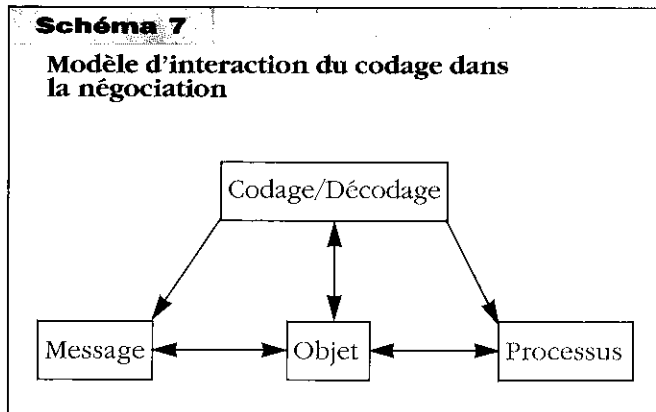 Schéma 7
Modèle d'interaction du codage dans
la négociation
Codage/Décodage
Message
Objet
Processus